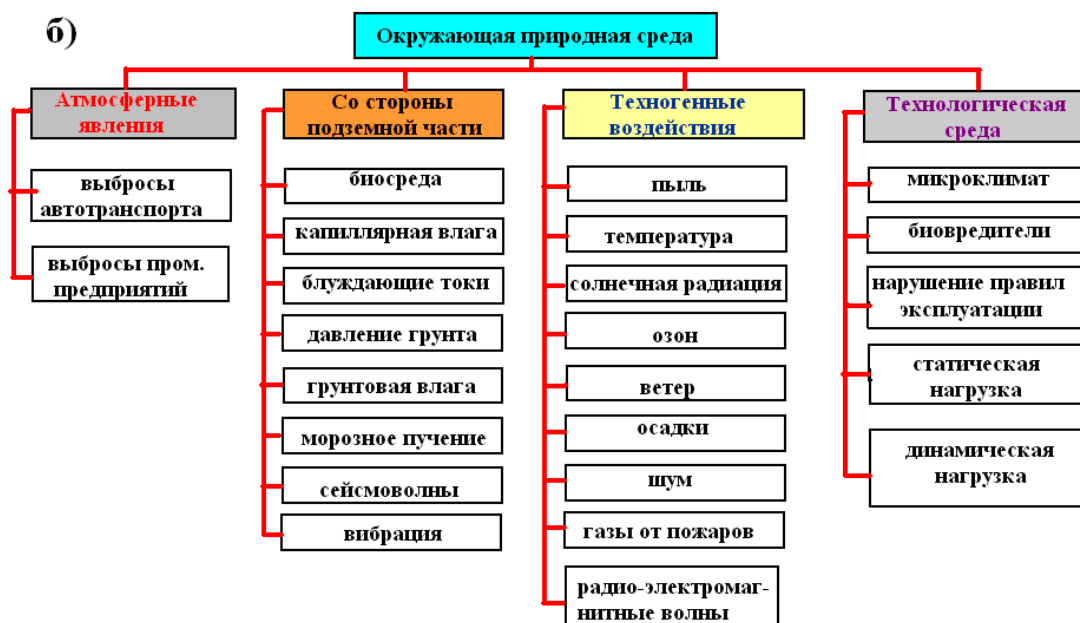 б)
Окружающая природная среда
Атмосферные
явления
выбросы
автотранспорта
выбросы пром.
предприятий
Со стороны
подземной части
биосреда
капиллярная влага
блуждающие токи
давление грунта
грунтовая влага
морозное пучение
сейсмоволны
вибрация
Техногенные
воздействия
пыль
температура
солнечная радиация
озон
ветер
осадки
шум
газы от пожаров
радио-электромаг-
нитные волны
Технологическая
среда
микроклимат
биовредители
нарушение правил
эксплуатации
статическая
нагрузка
динамическая
нагрузка